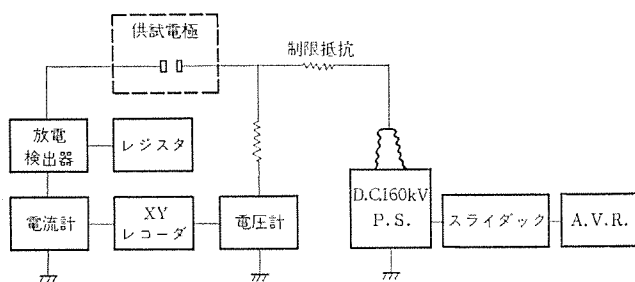 供試電極
制限抵抗
放電
検出器
レジスタ
電流計
XY
レコーダ
電圧計
D.C.160kV
P.S.
スライダック
A.V.R.